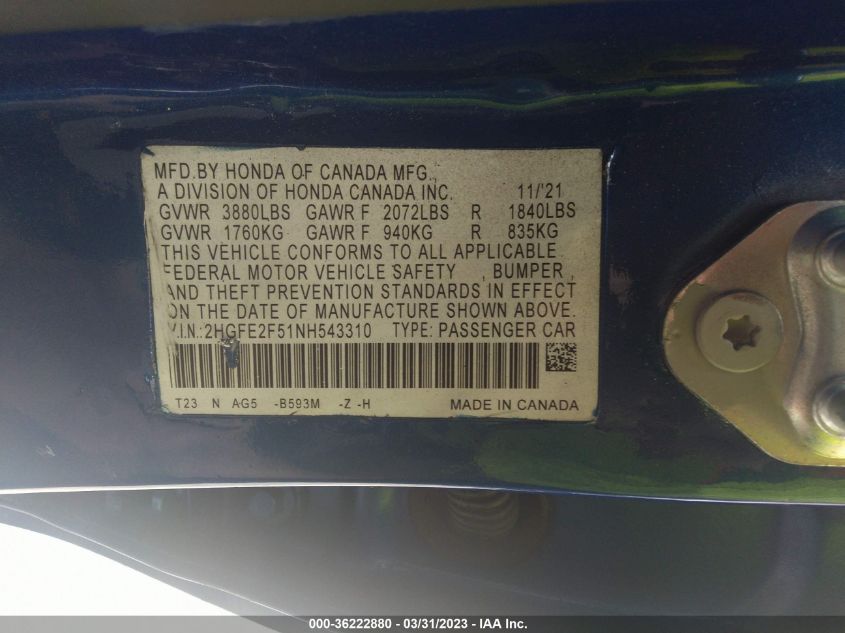 MFD.BY HONDA OF CANADA MFG.,
A DIVISION OF HONDA CANADA INC. 11/'21
GVWR 3880LBS GAWR F 2072LBS R 1840LBS
GVWR 1760KG GAWR F 940KG R 835KG
THIS VEHICLE CONFORMS TO ALL APPLICABLE
FEDERAL MOTOR VEHICLE SAFETY , BUMPER ,
AND THEFT PREVENTION STANDARDS IN EFFECT
ON THE DATE OF MANUFACTURE SHOWN ABOVE.
V.I.N.:2HGFE2F51NH543310 TYPE: PASSENGER CAR
T23 N AG5 -B593M -Z -H MADE IN CANADA
000-36222880 - 03/31/2023 - IAA Inc.